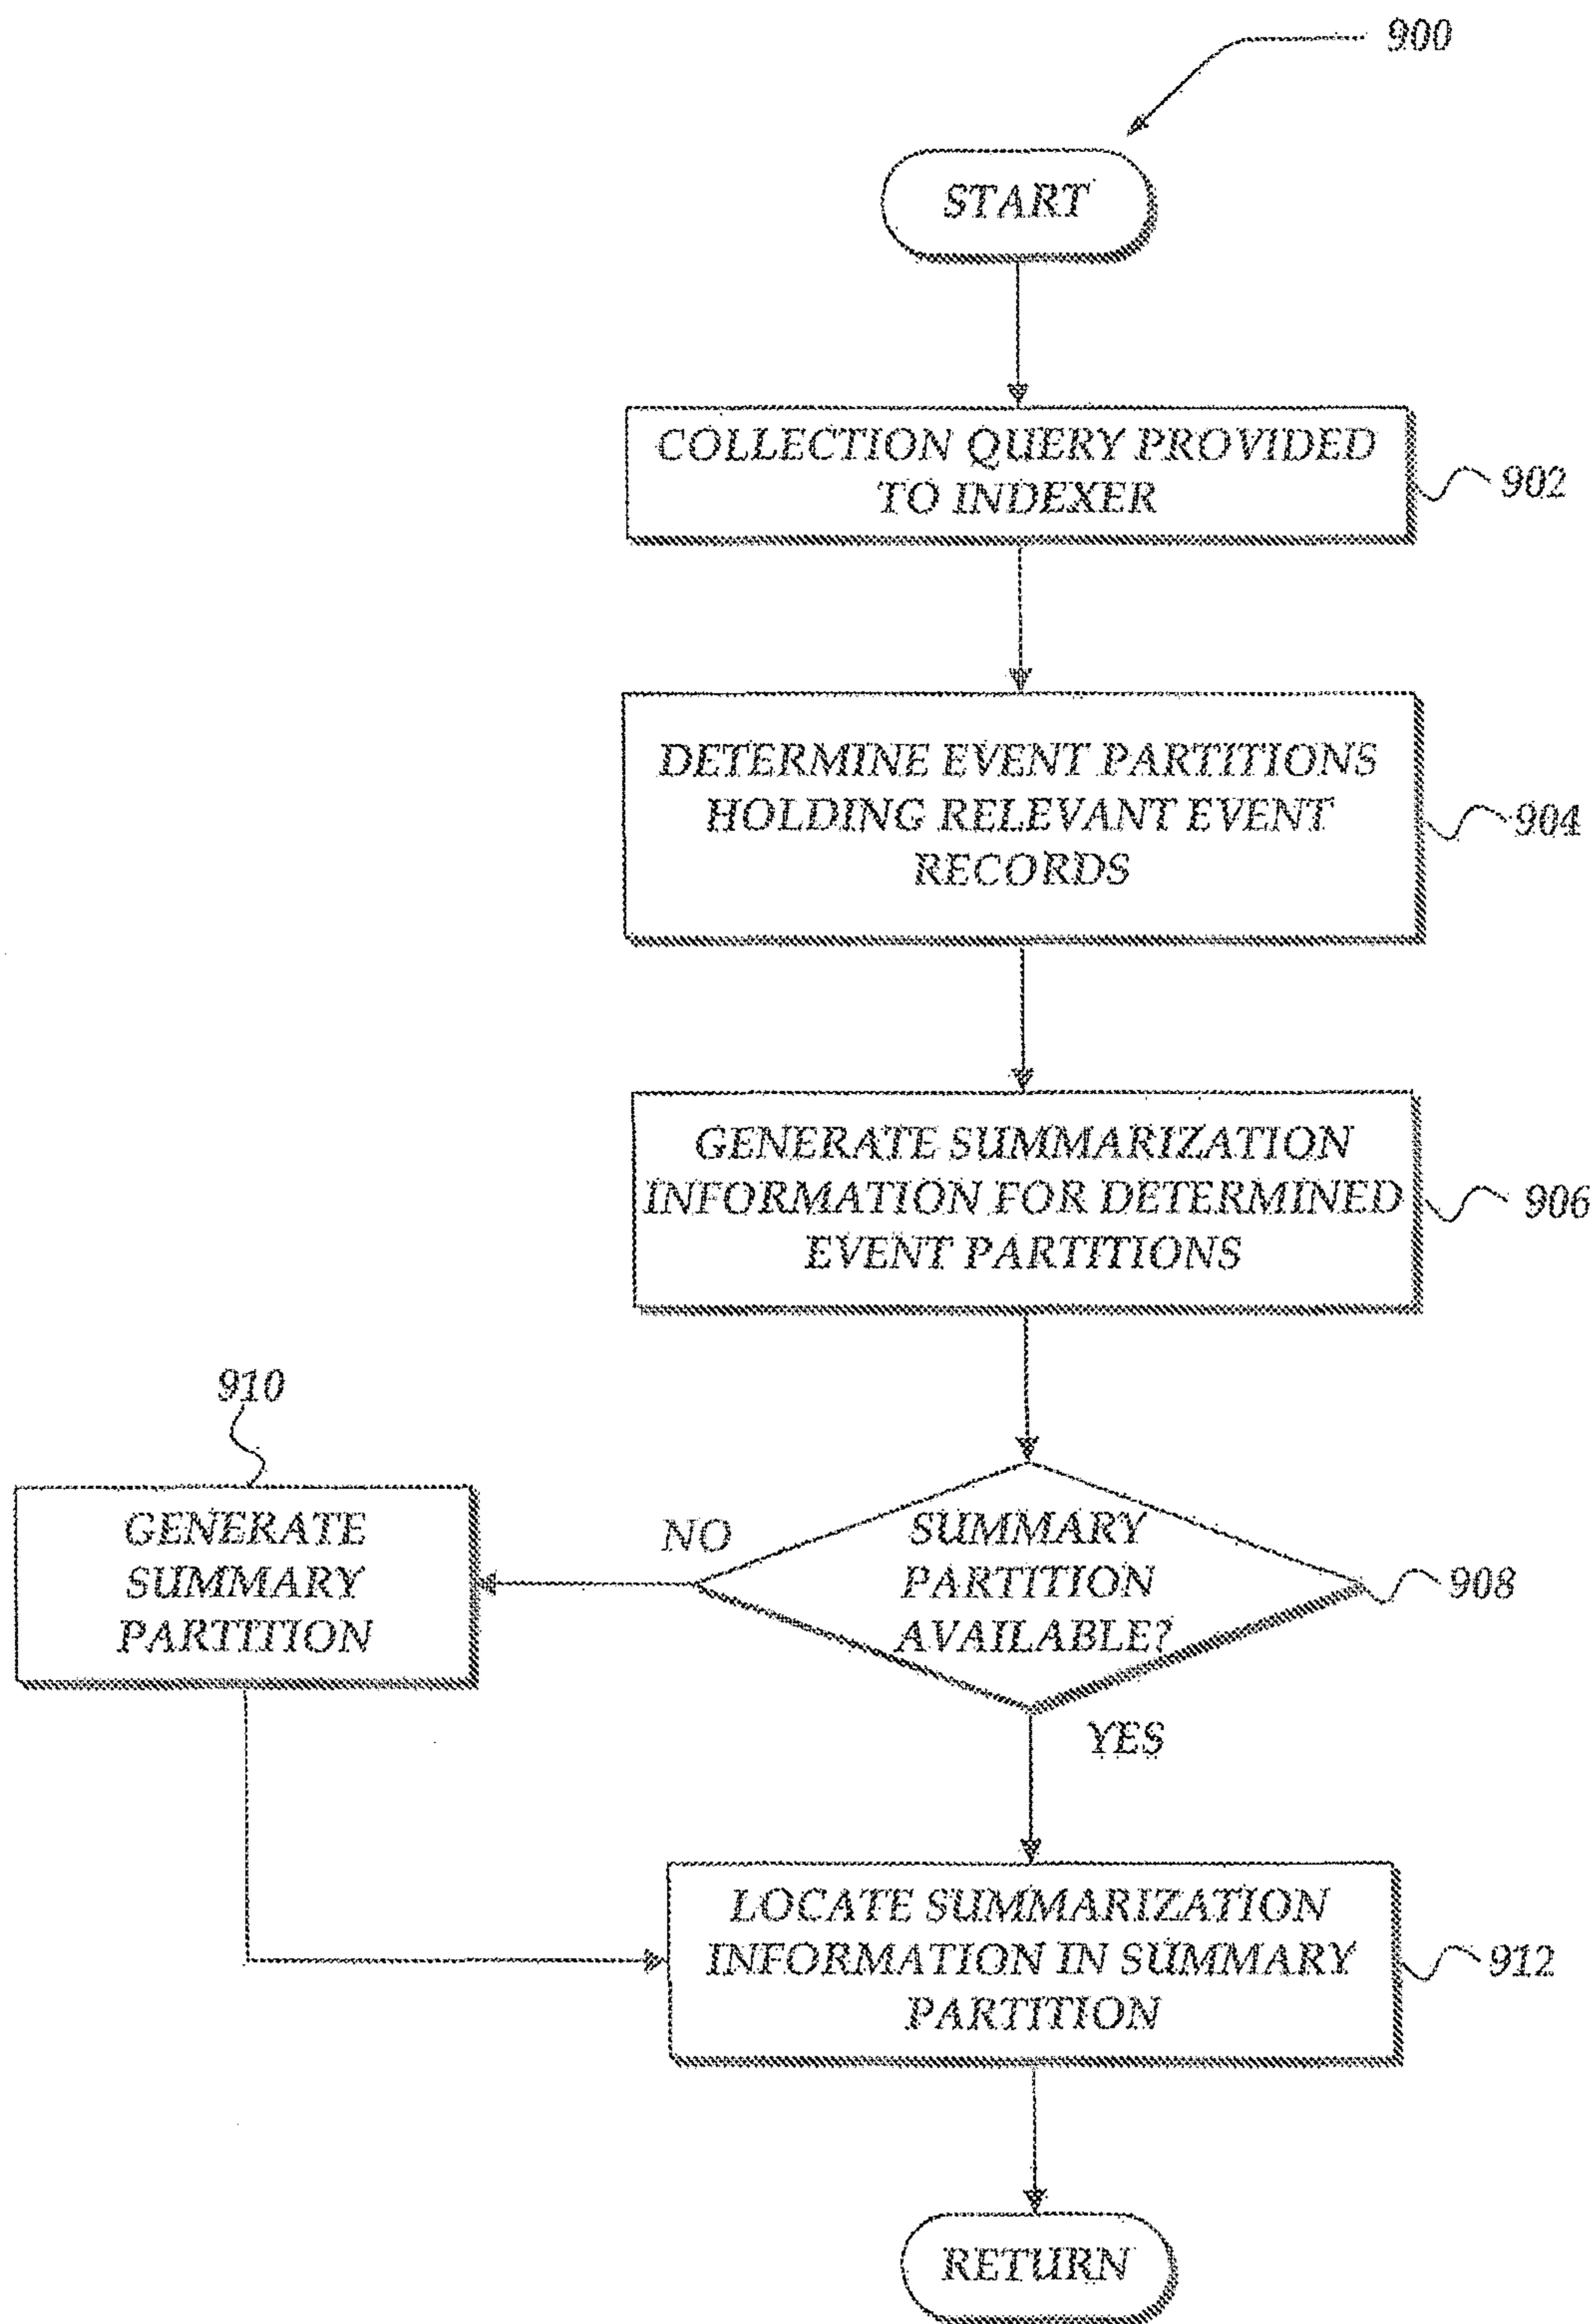 900
START
COLLECTION QUERY PROVIDED
TO INDEXER
902
DETERMINE EVENT PARTITIONS
HOLDING RELEVANT EVENT
RECORDS
904
GENERATE SUMMARIZATION
INFORMATION FOR DETERMINED
EVENT PARTITIONS
906
910
GENERATE
SUMMARY
PARTITION
NO
SUMMARY
PARTITION
AVAILABLE?
908
YES
LOCATE SUMMARIZATION
INFORMATION IN SUMMARY
PARTITION
912
RETURN